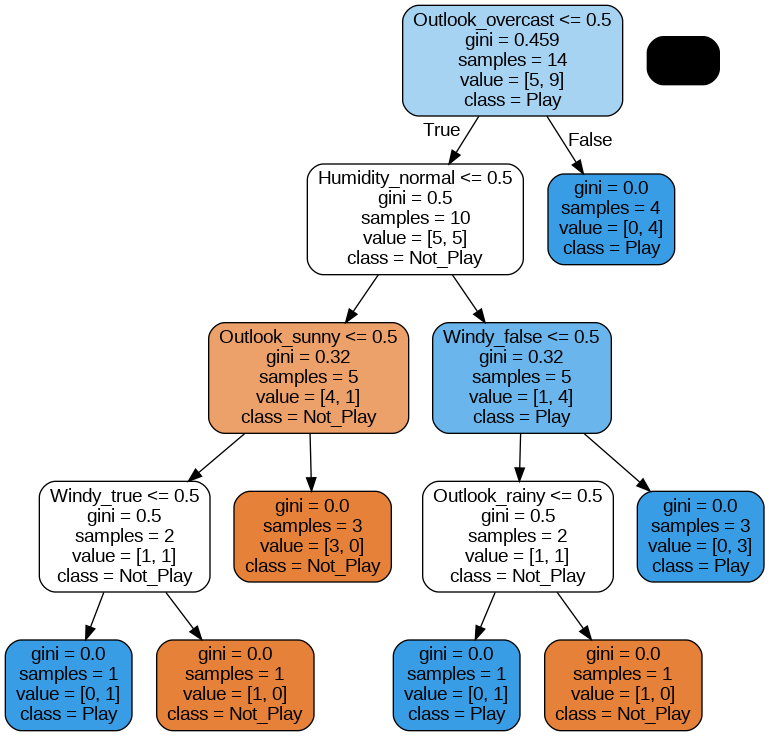 Outlook_overcast <= 0.5
gini = 0.459
samples = 14
value = [5, 9]
class = Play
True
False
Humidity_normal <= 0.5
gini = 0.5
samples = 10
value = [5, 5]
class = Not_Play
gini = 0.0
samples = 4
value = [0, 4]
class = Play
Outlook_sunny <= 0.5
gini = 0.32
samples = 5
value = [4, 1]
class = Not_Play
Windy_false <= 0.5
gini = 0.32
samples = 5
value = [1, 4]
class = Play
Windy_true <= 0.5
gini = 0.5
samples = 2
value = [1, 1]
class = Not_Play
gini = 0.0
samples = 3
value = [3, 0]
class = Not_Play
Outlook_rainy <= 0.5
gini = 0.5
samples = 2
value = [1, 1]
class = Not_Play
gini = 0.0
samples = 3
value = [0, 3]
class = Play
gini = 0.0
samples = 1
value = [0, 1]
class = Play
gini = 0.0
samples = 1
value = [1, 0]
class = Not_Play
gini = 0.0
samples = 1
value = [0, 1]
class = Play
gini = 0.0
samples = 1
value = [1, 0]
class = Not_Play